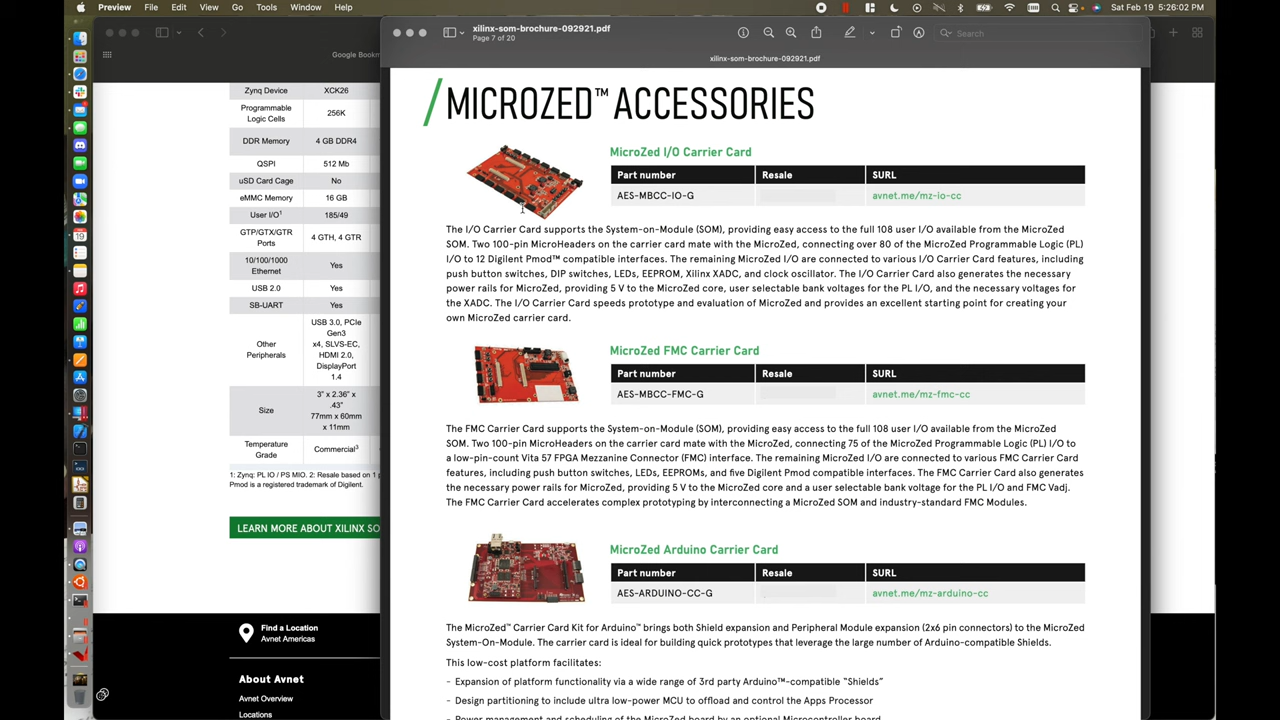 Preview File Edit View Go Tools Window Help Sat Feb 19 5:26:02 PM
xilinx-som-brochure-092921.pdf
Page 7 of 20
Search
Google Bookm
xilinx-som-brochure-092921.pdf
Zynq Device XCK26
Programmable
Logic Cells 256K
DDR Memory 4 GB DDR4
QSPI 512 Mb
uSD Card Cage No
eMMC Memory 16 GB
User I/O1 185/49
GTP/GTX/GTR
Ports 4 GTH, 4 GTR
10/100/1000
Ethernet Yes
USB 2.0 Yes
SB-UART Yes
Other
Peripherals
USB 3.0, PCIe
Gen3
x4, SLVS-EC,
HDMI 2.0,
DisplayPort
1.4
Size
3" x 2.36" x
.43"
77mm x 60mm
x 11mm
Temperature
Grade Commercial3
1: Zynq: PL IO / PS MIO. 2: Resale based on 1 p
Pmod is a registered trademark of Digilent.
LEARN MORE ABOUT XILINX SO
Find a Location
Avnet Americas
About Avnet
Avnet Overview
Locations
/MICROZED™ ACCESSORIES
MicroZed I/O Carrier Card
Part number Resale SURL
AES-MBCC-IO-G avnet.me/mz-io-cc
The I/O Carrier Card supports the System-on-Module (SOM), providing easy access to the full 108 user I/O available from the MicroZed
SOM. Two 100-pin MicroHeaders on the carrier card mate with the MicroZed, connecting over 80 of the MicroZed Programmable Logic (PL)
I/O to 12 Digilent Pmod™ compatible interfaces. The remaining MicroZed I/O are connected to various I/O Carrier Card features, including
push button switches, DIP switches, LEDs, EEPROM, Xilinx XADC, and clock oscillator. The I/O Carrier Card also generates the necessary
power rails for MicroZed, providing 5 V to the MicroZed core, user selectable bank voltages for the PL I/O, and the necessary voltages for
the XADC. The I/O Carrier Card speeds prototype and evaluation of MicroZed and provides an excellent starting point for creating your
own MicroZed carrier card.
MicroZed FMC Carrier Card
Part number Resale SURL
AES-MBCC-FMC-G avnet.me/mz-fmc-cc
The FMC Carrier Card supports the System-on-Module (SOM), providing easy access to the full 108 user I/O available from the MicroZed
SOM. Two 100-pin MicroHeaders on the carrier card mate with the MicroZed, connecting 75 of the MicroZed Programmable Logic (PL) I/O to
a low-pin-count Vita 57 FPGA Mezzanine Connector (FMC) interface. The remaining MicroZed I/O are connected to various FMC Carrier Card
features, including push button switches, LEDs, EEPROMs, and five Digilent Pmod compatible interfaces. The FMC Carrier Card also generates
the necessary power rails for MicroZed, providing 5 V to the MicroZed core and a user selectable bank voltage for the PL I/O and FMC Vadj.
The FMC Carrier Card accelerates complex prototyping by interconnecting a MicroZed SOM and industry-standard FMC Modules.
MicroZed Arduino Carrier Card
Part number Resale SURL
AES-ARDUINO-CC-G avnet.me/mz-arduino-cc
The MicroZed™ Carrier Card Kit for Arduino™ brings both Shield expansion and Peripheral Module expansion (2x6 pin connectors) to the MicroZed
System-On-Module. The carrier card is ideal for building quick prototypes that leverage the large number of Arduino-compatible Shields.
This low-cost platform facilitates:
- Expansion of platform functionality via a wide range of 3rd party Arduino™-compatible “Shields”
- Design partitioning to include ultra low-power MCU to offload and control the Apps Processor
- Power management and scheduling of the MicroZed board by an optional Microcontroller board